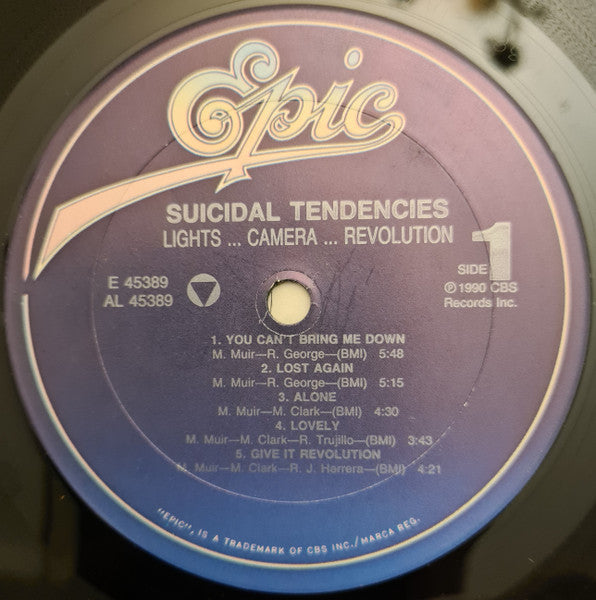 Epic
SUICIDAL TENDENCIES
LIGHTS ... CAMERA ... REVOLUTION
SIDE 1
E 45389
AL 45389
℗ 1990 CBS
Records Inc.
1. YOU CAN'T BRING ME DOWN
M. Muir—R. George—(BMI) 5:48
2. LOST AGAIN
M. Muir—R. George—(BMI) 5:15
3. ALONE
M. Muir—M. Clark—(BMI) 4:30
4. LOVELY
M. Muir—M. Clark—R. Trujillo—(BMI) 3:43
5. GIVE IT REVOLUTION
M. Muir—M. Clark—R. J. Herrera—(BMI) 4:21
"EPIC", IS A TRADEMARK OF CBS INC./MARCA REG.